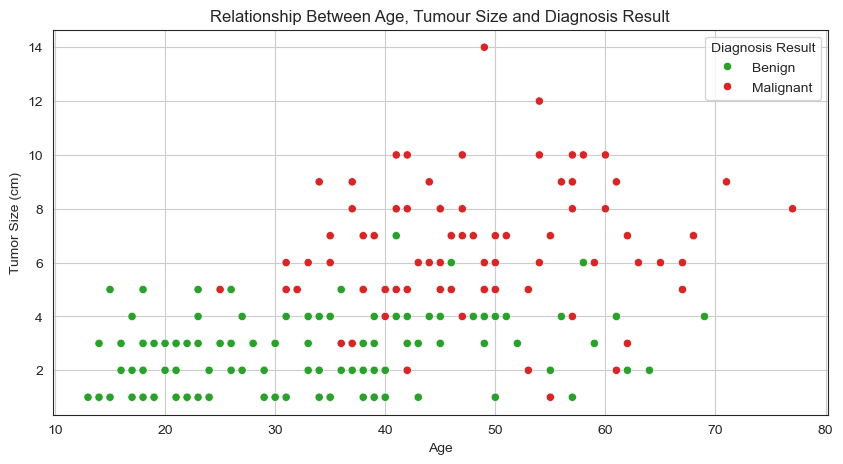 Relationship Between Age, Tumour Size and Diagnosis Result
Diagnosis Result
Benign
Malignant
Tumor Size (cm)
14
12
10
8
6
4
2
10 20 30 40 50 60 70 80
Age